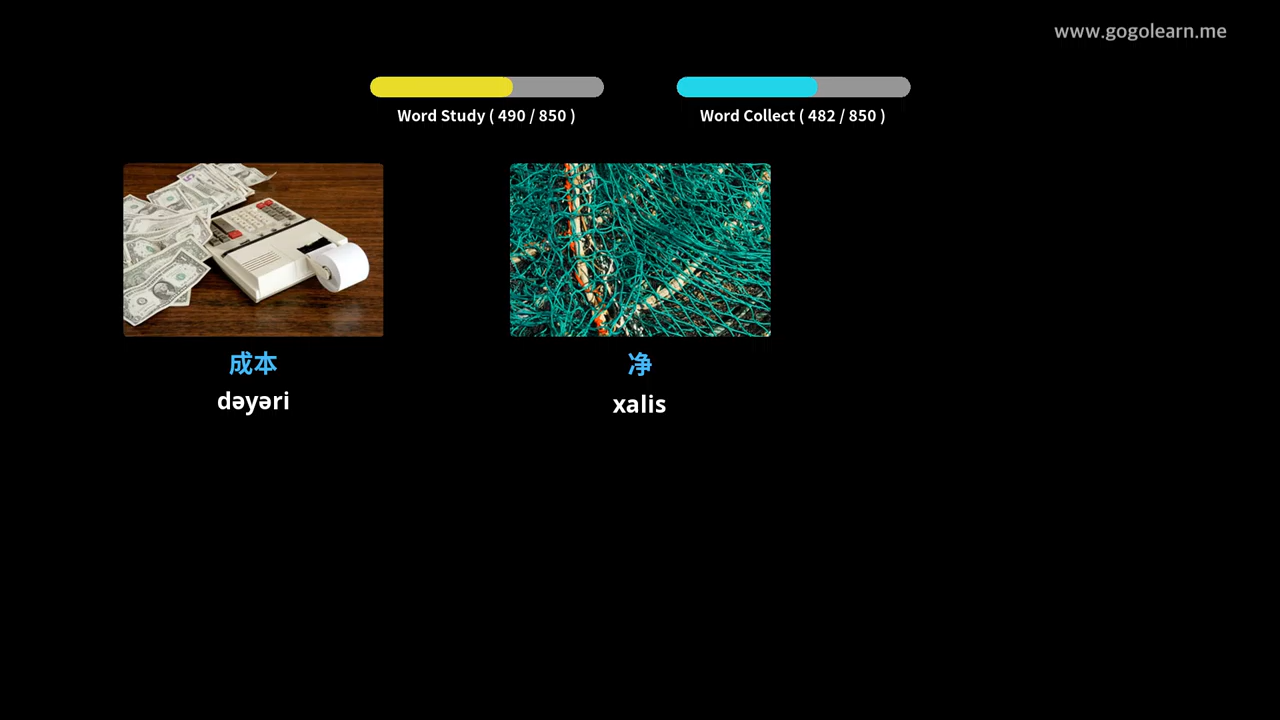 www.gogolearn.me
Word Study ( 490 / 850 )
Word Collect ( 482 / 850 )
成本
dəyəri
净
xalis